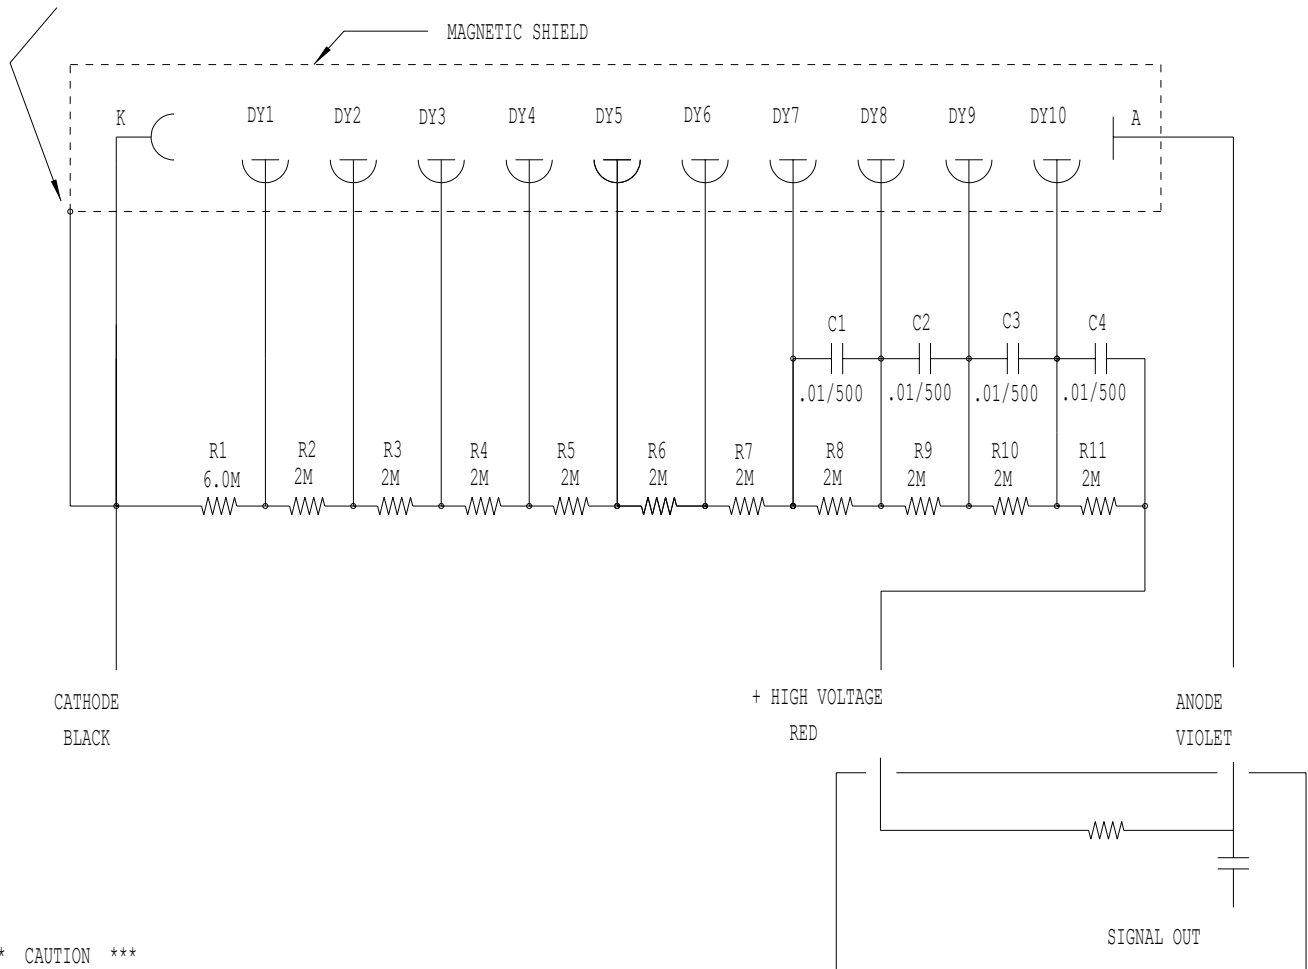 MAGNETIC SHIELD
K DY1 DY2 DY3 DY4 DY5 DY6 DY7 DY8 DY9 DY10 A
C1 C2 C3 C4
.01/500 .01/500 .01/500 .01/500
R1 R2 R3 R4 R5 R6 R7 R8 R9 R10 R11
6.0M 2M 2M 2M 2M 2M 2M 2M 2M 2M 2M
CATHODE
BLACK
+ HIGH VOLTAGE
RED
ANODE
VIOLET
SIGNAL OUT
* CAUTION ***